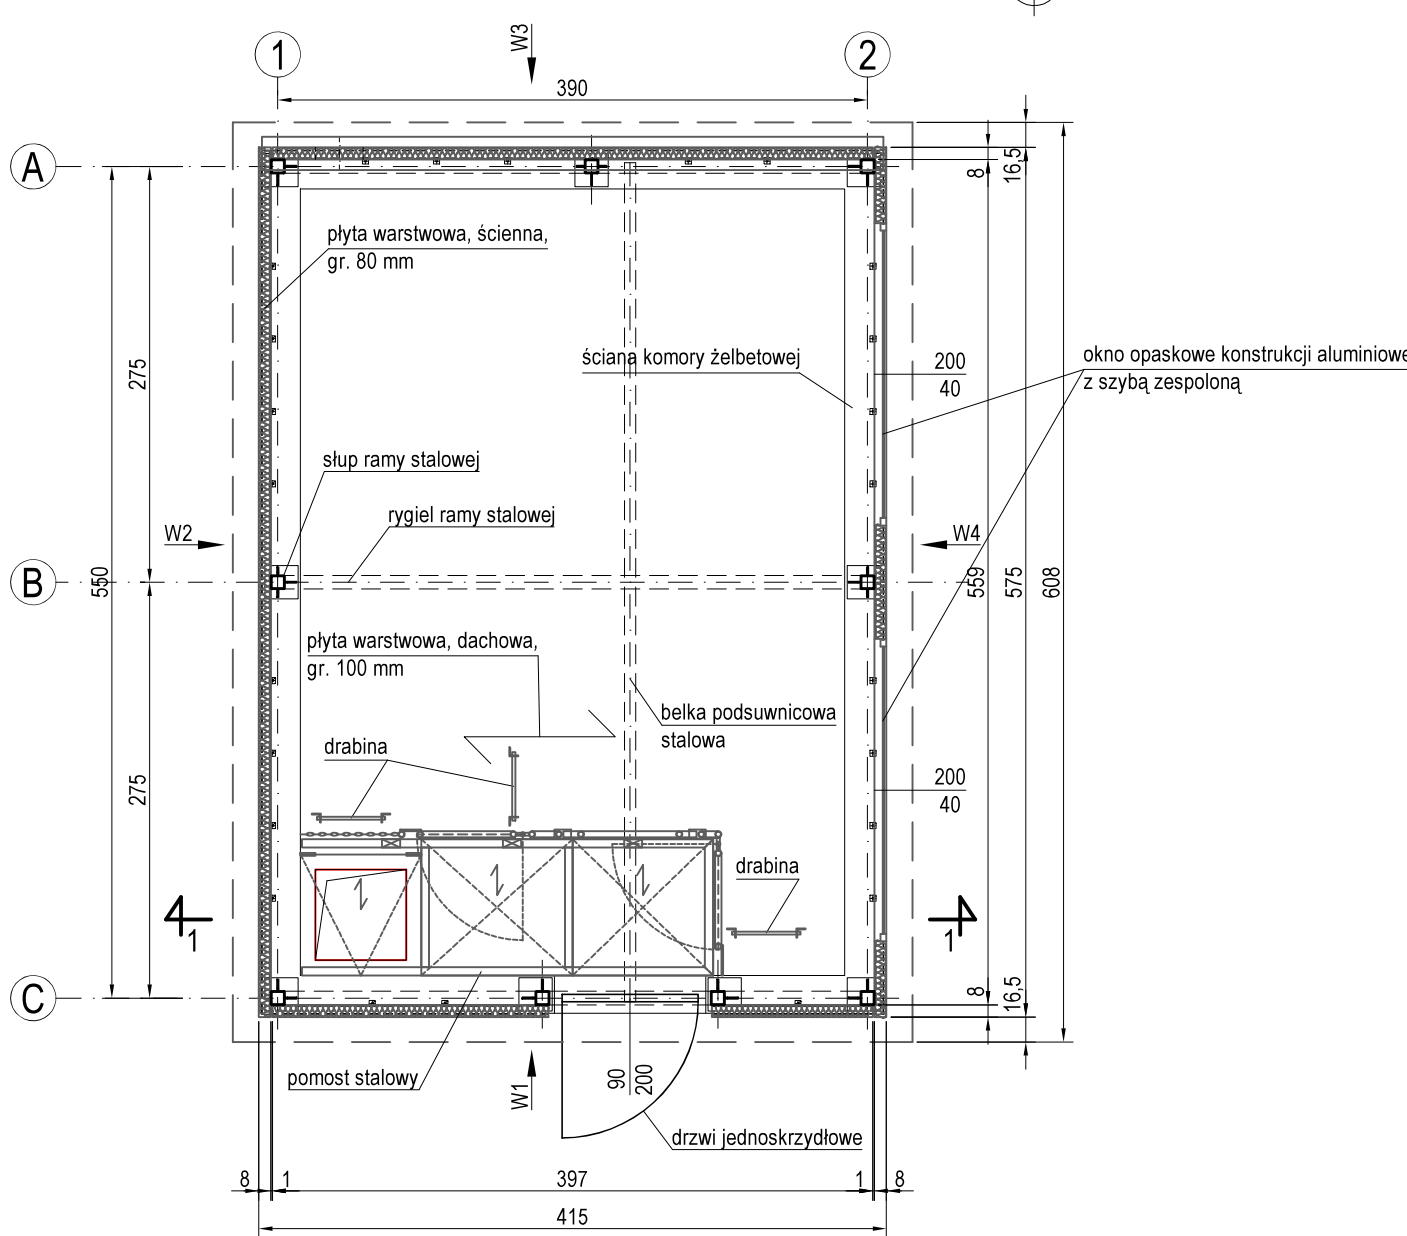 W3
1
2
390
A
8
16,5
płyta warstwowa, ścienna,
gr. 80 mm
275
ściana komory żelbetowej
200
40
okno opaskowe konstrukcji aluminiowe
z szybą zespoloną
słup ramy stalowej
rygiel ramy stalowej
W2
W4
B
550
559
575
608
płyta warstwowa, dachowa,
gr. 100 mm
belka podsuwnicowa
stalowa
drabina
275
200
40
drabina
1
1
C
8
16,5
pomost stalowy
W1
90
200
drzwi jednoskrzydłowe
8
1
397
1
8
415